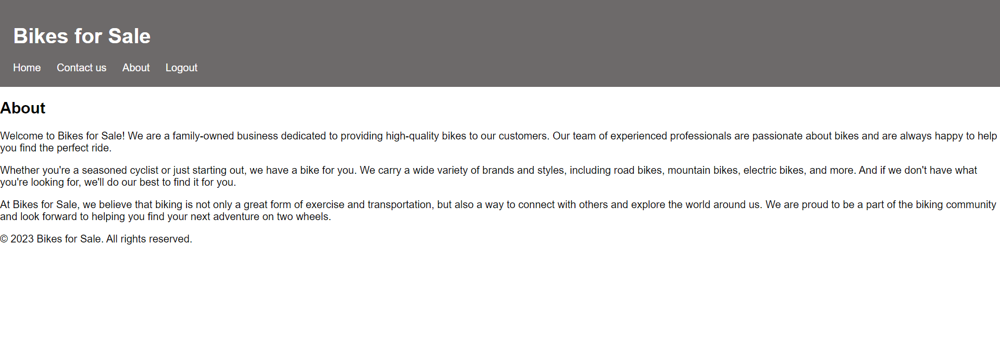 Bikes for Sale
Home Contact us About Logout
About
Welcome to Bikes for Sale! We are a family-owned business dedicated to providing high-quality bikes to our customers. Our team of experienced professionals are passionate about bikes and are always happy to help
you find the perfect ride.
Whether you're a seasoned cyclist or just starting out, we have a bike for you. We carry a wide variety of brands and styles, including road bikes, mountain bikes, electric bikes, and more. And if we don't have what
you're looking for, we'll do our best to find it for you.
At Bikes for Sale, we believe that biking is not only a great form of exercise and transportation, but also a way to connect with others and explore the world around us. We are proud to be a part of the biking community
and look forward to helping you find your next adventure on two wheels.
© 2023 Bikes for Sale. All rights reserved.